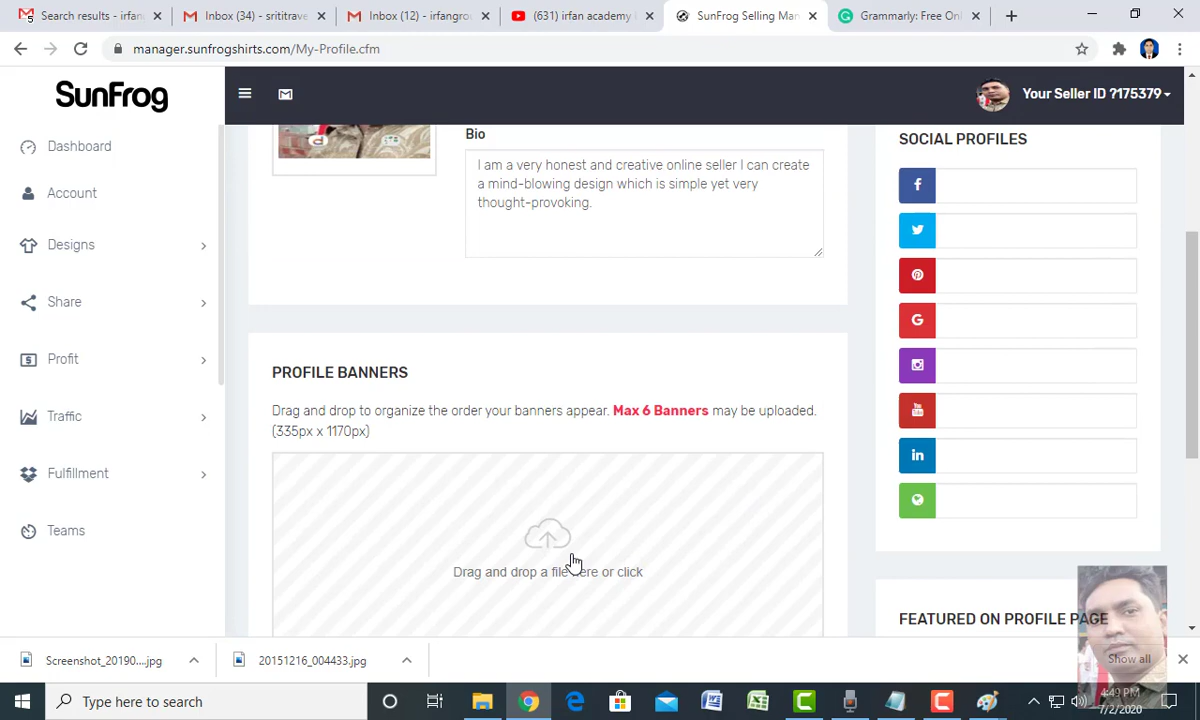 Search results - irfan
Inbox (34) - srititravel
Inbox (12) - irfangrou
(631) irfan academy
SunFrog Selling Man
Grammarly: Free Onl
manager.sunfrogshirts.com/My-Profile.cfm
SunFrog
Your Seller ID ?175379
Dashboard
Account
Designs
Share
Profit
Traffic
Fulfillment
Teams
Bio
I am a very honest and creative online seller I can create
a mind-blowing design which is simple yet very
thought-provoking.
PROFILE BANNERS
Drag and drop to organize the order your banners appear. Max 6 Banners may be uploaded.
(335px x 1170px)
Drag and drop a file here or click
SOCIAL PROFILES
FEATURED ON PROFILE PAGE
Screenshot_20190....jpg
20151216_004433.jpg
Show all
Type here to search
4:49 PM
7/2/2020